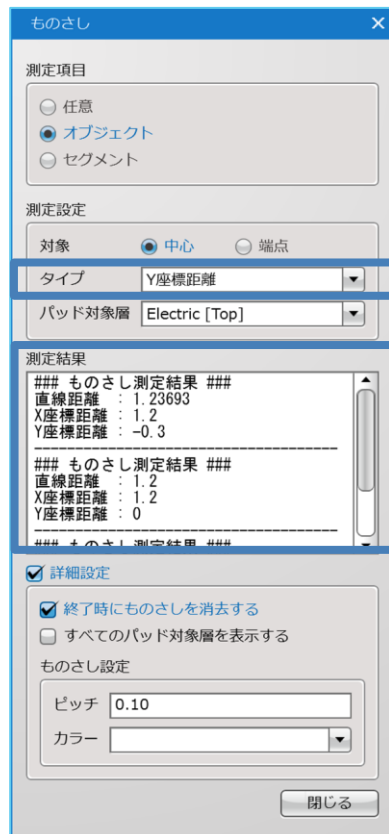 ものさし
測定項目
任意
オブジェクト
セグメント
測定設定
対象 中心 端点
タイプ Y座標距離
パッド対象層 Electric [Top]
測定結果
### ものさし測定結果 ###
直線距離 : 1.23693
X座標距離 : 1.2
Y座標距離 : -0.3
----------------------------------------
### ものさし測定結果 ###
直線距離 : 1.2
X座標距離 : 1.2
Y座標距離 : 0
----------------------------------------
### ものさし測定結果 ###
詳細設定
終了時にものさしを消去する
すべてのパッド対象層を表示する
ものさし設定
ピッチ 0.10
カラー
閉じる